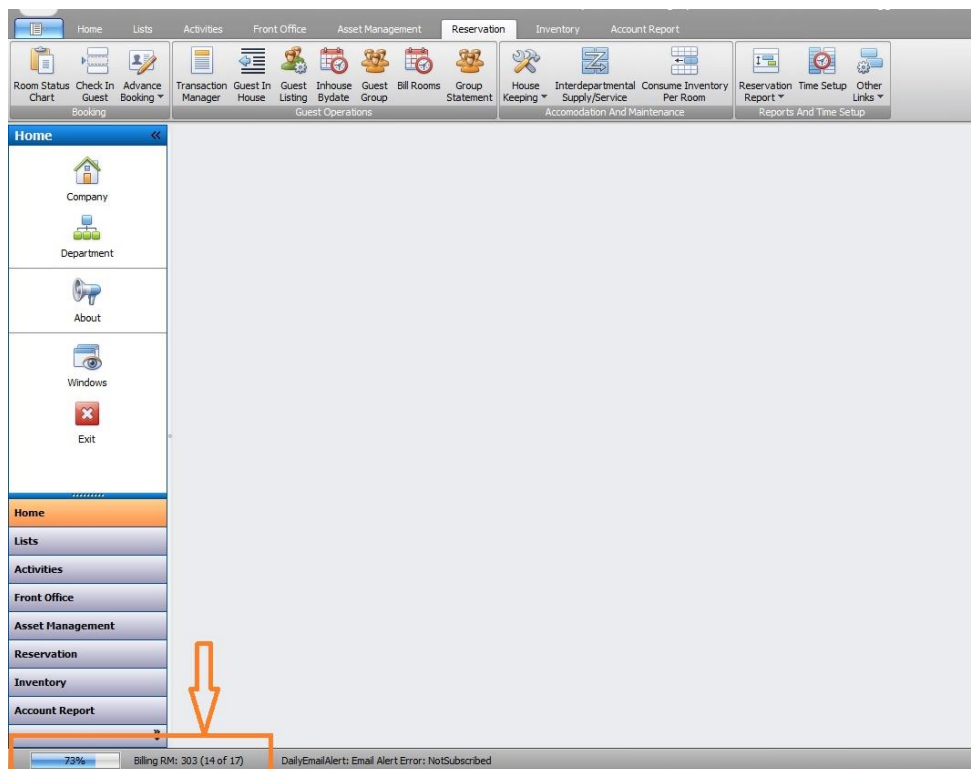 Home Lists Activities Front Office Asset Management Reservation Inventory Account Report
Room Status Check In Advance Transaction Guest In Guest Inhouse Guest Bill Rooms Group House Interdepartmental Consume Inventory Reservation Time Setup Other
Chart Guest Booking Manager House Listing Bydate Group Statement Keeping Supply/Service Per Room Report Links
Booking Guest Operations Accomodation And Maintenance Reports And Time Setup
Home
Company
Department
About
Windows
Exit
Home
Lists
Activities
Front Office
Asset Management
Reservation
Inventory
Account Report
73% Billing RM: 303 (14 of 17) DailyEmailAlert: Email Alert Error: NotSubscribed